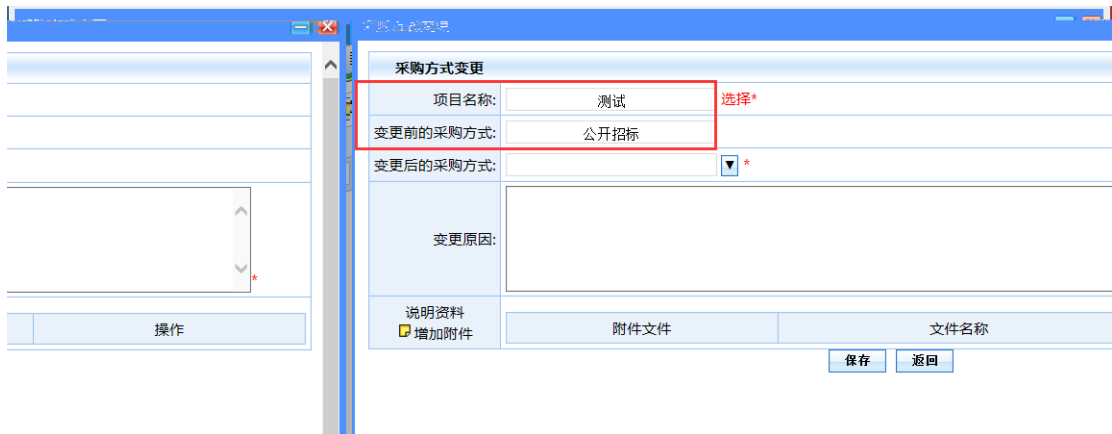 *
操作
采购方式变更
项目名称: 测试 选择*
变更前的采购方式: 公开招标
变更后的采购方式: *
变更原因:
说明资料
增加附件
附件文件 文件名称
保存 返回